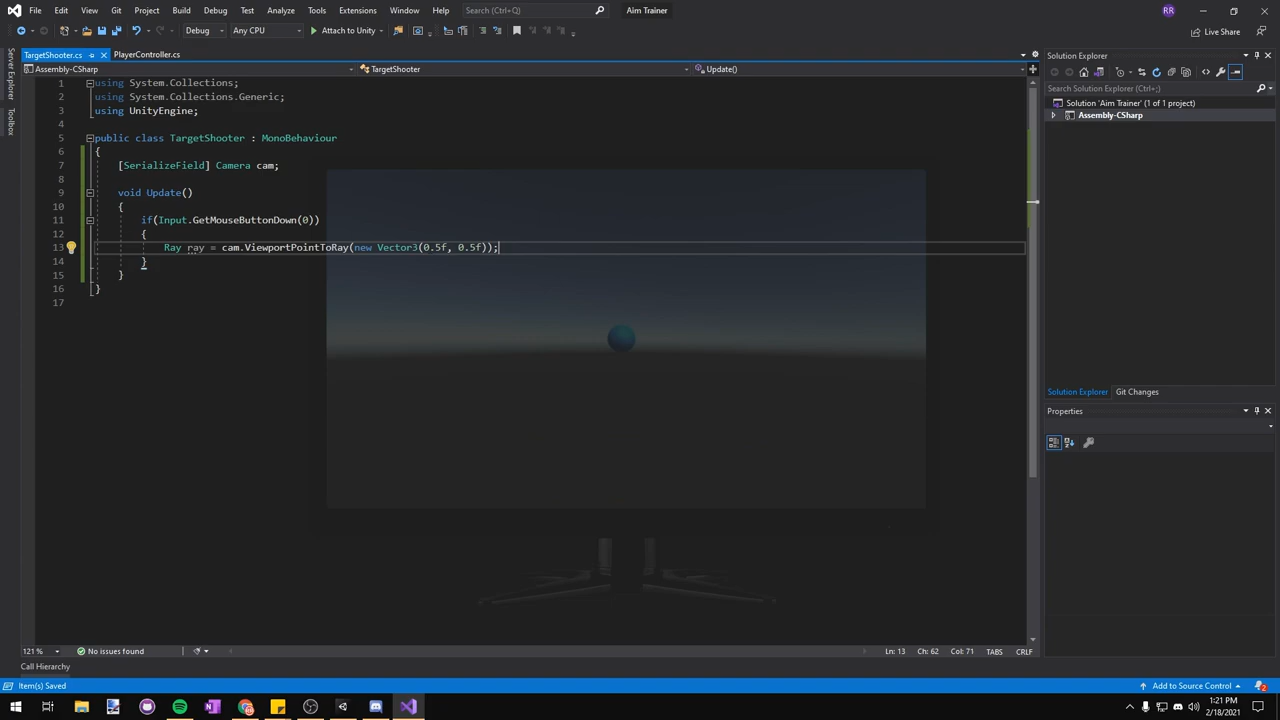 File Edit View Git Project Build Debug Test Analyze Tools Extensions Window Help Search (Ctrl+Q) Aim Trainer RR
Debug Any CPU Attach to Unity Live Share
Server Explorer
Toolbox
TargetShooter.cs PlayerController.cs
Assembly-CSharp TargetShooter Update()
1 using System.Collections;
2 using System.Collections.Generic;
3 using UnityEngine;
4
5 public class TargetShooter : MonoBehaviour
6 {
7 [SerializeField] Camera cam;
8
9 void Update()
10 {
11 if(Input.GetMouseButtonDown(0))
12 {
13 Ray ray = cam.ViewportPointToRay(new Vector3(0.5f, 0.5f));
14 }
15 }
16 }
17
121 % No issues found Ln: 13 Ch: 62 Col: 71 TABS CRLF
Call Hierarchy
Solution Explorer
Search Solution Explorer (Ctrl+;)
Solution 'Aim Trainer' (1 of 1 project)
Assembly-CSharp
Solution Explorer Git Changes
Properties
Item(s) Saved Add to Source Control 2
1:21 PM
2/18/2021